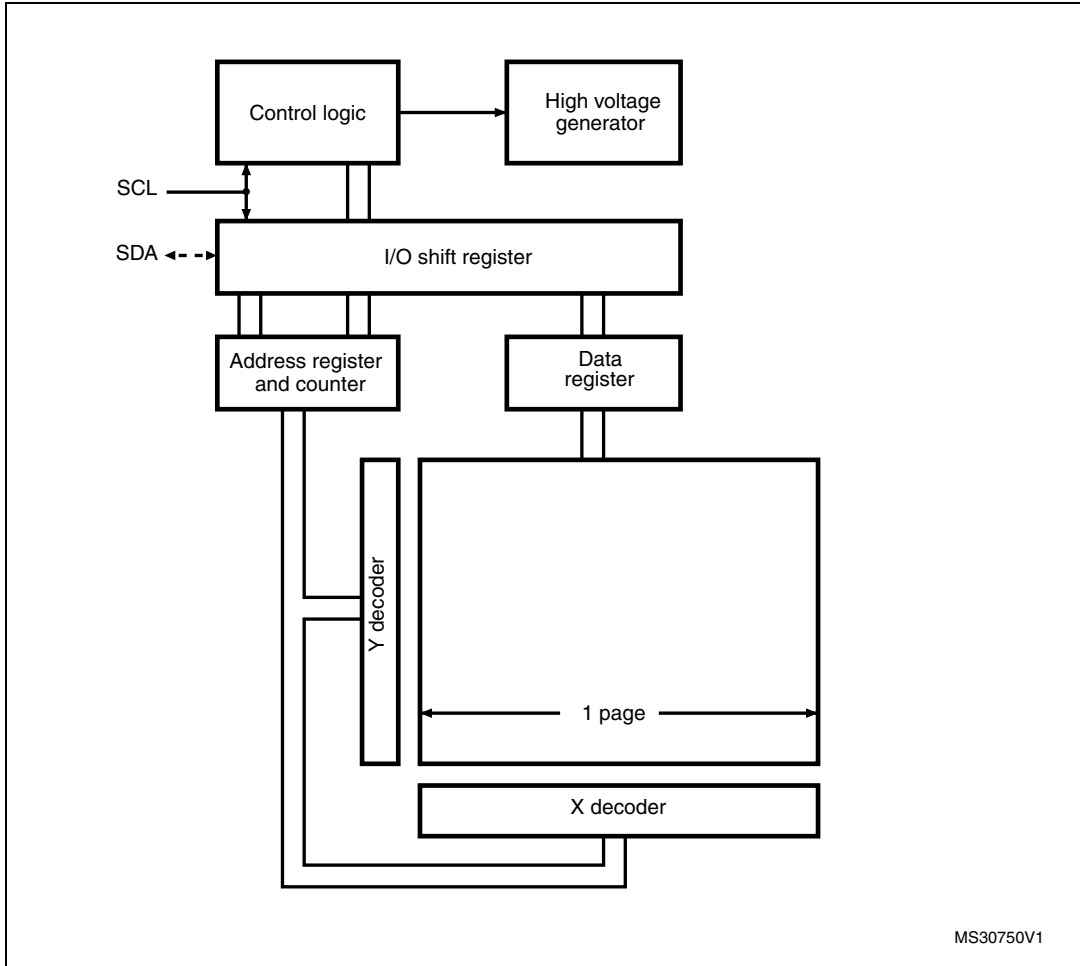 Control logic
High voltage
generator
SCL
SDA
I/O shift register
Address register
and counter
Data
register
Y decoder
1 page
X decoder
MS30750V1